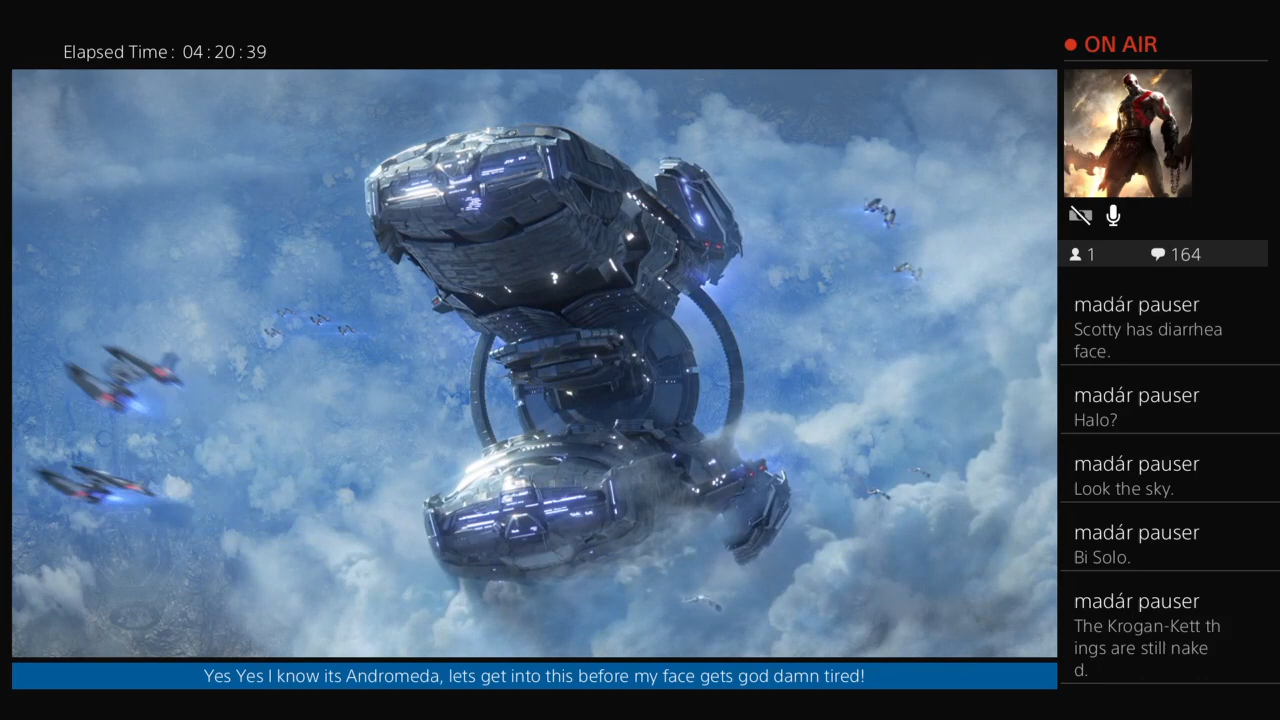 Elapsed Time: 04:20:39
ON AIR
1
164
madár pauser
Scotty has diarrhea
face.
madár pauser
Halo?
madár pauser
Look the sky.
madár pauser
Bi Solo.
madár pauser
The Krogan-Kett th
ings are still nake
d.
Yes Yes I know its Andromeda, lets get into this before my face gets god damn tired!